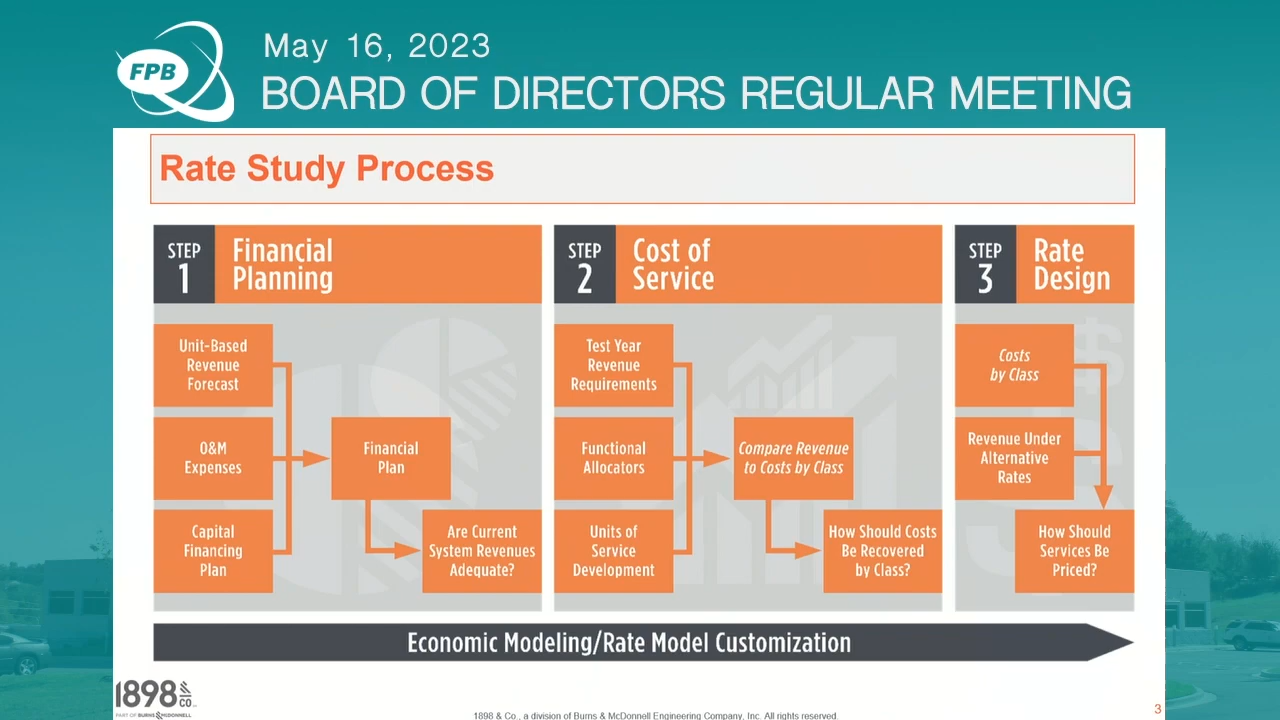 FPB
May 16, 2023
BOARD OF DIRECTORS REGULAR MEETING
Rate Study Process
STEP
1
Financial
Planning
Unit-Based
Revenue
Forecast
O&M
Expenses
Capital
Financing
Plan
Financial
Plan
Are Current
System Revenues
Adequate?
STEP
2
Cost of
Service
Test Year
Revenue
Requirements
Functional
Allocators
Units of
Service
Development
Compare Revenue
to Costs by Class
How Should Costs
Be Recovered
by Class?
STEP
3
Rate
Design
Costs
by Class
Revenue Under
Alternative
Rates
How Should
Services Be
Priced?
Economic Modeling/Rate Model Customization
1898 & CO
PART OF BURNS & MCDONNELL
1898 & Co., a division of Burns & McDonnell Engineering Company, Inc. All rights reserved.
3